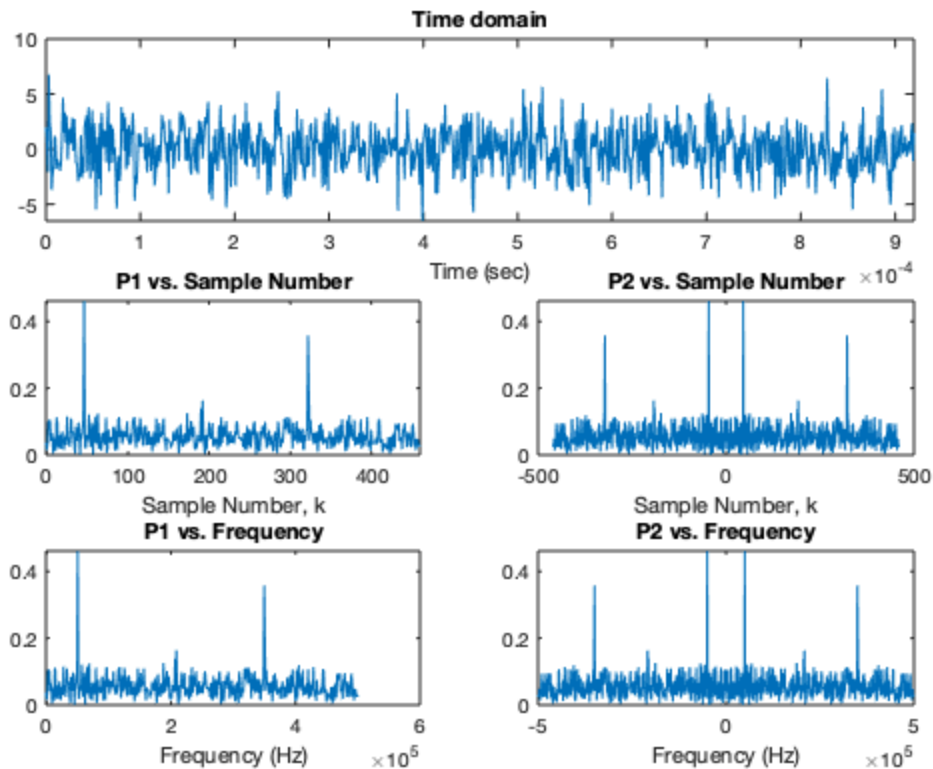 Time domain
10
5
0
-5
0 1 2 3 4 5 6 7 8 9
Time (sec)
×10-4
P1 vs. Sample Number
0.4
0.2
0
0 100 200 300 400
Sample Number, k
P2 vs. Sample Number
0.4
0.2
0
-500 0 500
Sample Number, k
P1 vs. Frequency
0.4
0.2
0
0 2 4 6
Frequency (Hz)
×105
P2 vs. Frequency
0.4
0.2
0
-5 0 5
Frequency (Hz)
×105